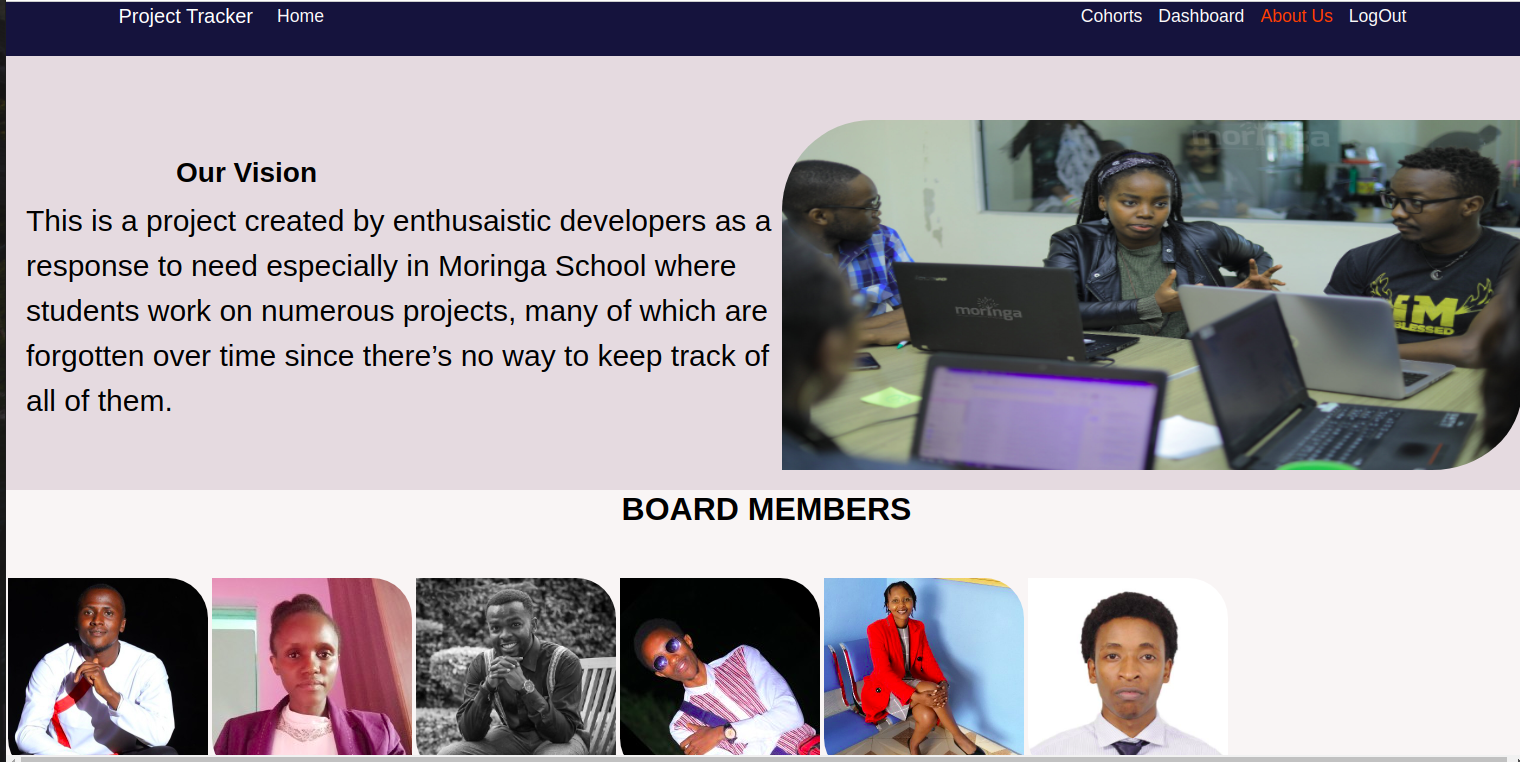 Project Tracker Home Cohorts Dashboard About Us LogOut
Our Vision
This is a project created by enthusaistic developers as a
response to need especially in Moringa School where
students work on numerous projects, many of which are
forgotten over time since there’s no way to keep track of
all of them.
moringa
moringa
BLESSED
BOARD MEMBERS